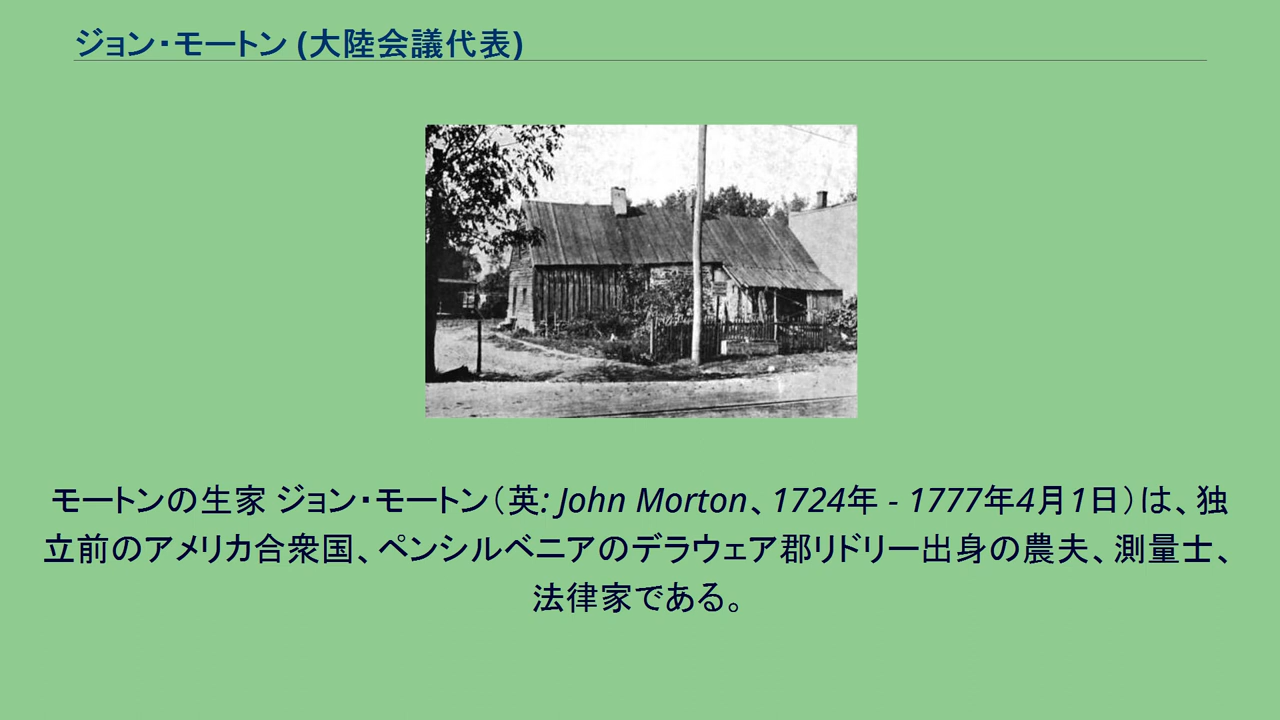 ジョン・モートン (大陸会議代表)
モートンの生家 ジョン・モートン（英: John Morton、1724年 - 1777年4月1日）は、独
立前のアメリカ合衆国、ペンシルベニアのデラウェア郡リドリー出身の農夫、測量士、
法律家である。